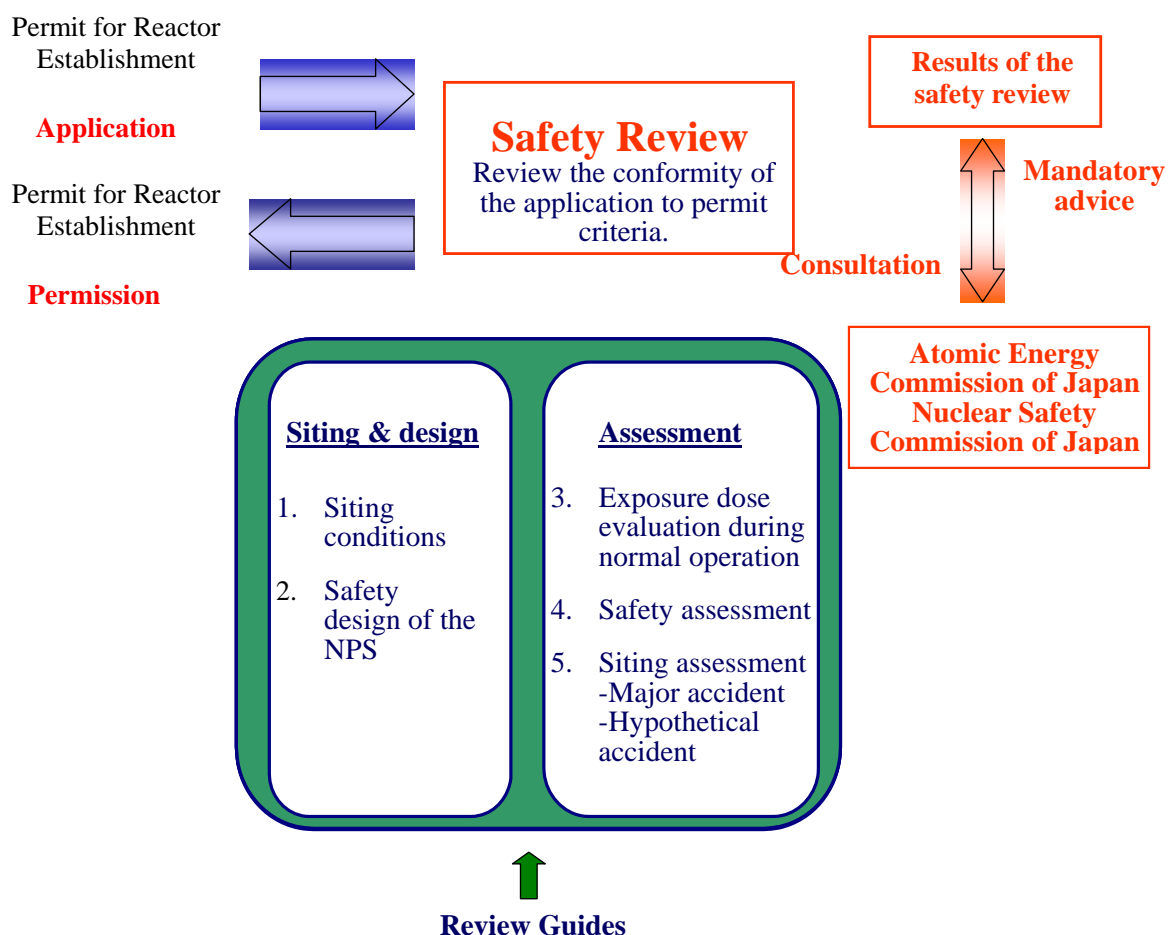 Permit for Reactor
Establishment
Application
Permit for Reactor
Establishment
Permission
Safety Review
Review the conformity of
the application to permit
criteria.
Results of the
safety review
Mandatory
advice
Consultation
Atomic Energy
Commission of Japan
Nuclear Safety
Commission of Japan
Siting & design
1. Siting
conditions
2. Safety
design of the
NPS
Assessment
3. Exposure dose
evaluation during
normal operation
4. Safety assessment
5. Siting assessment
-Major accident
-Hypothetical
accident
Review Guides